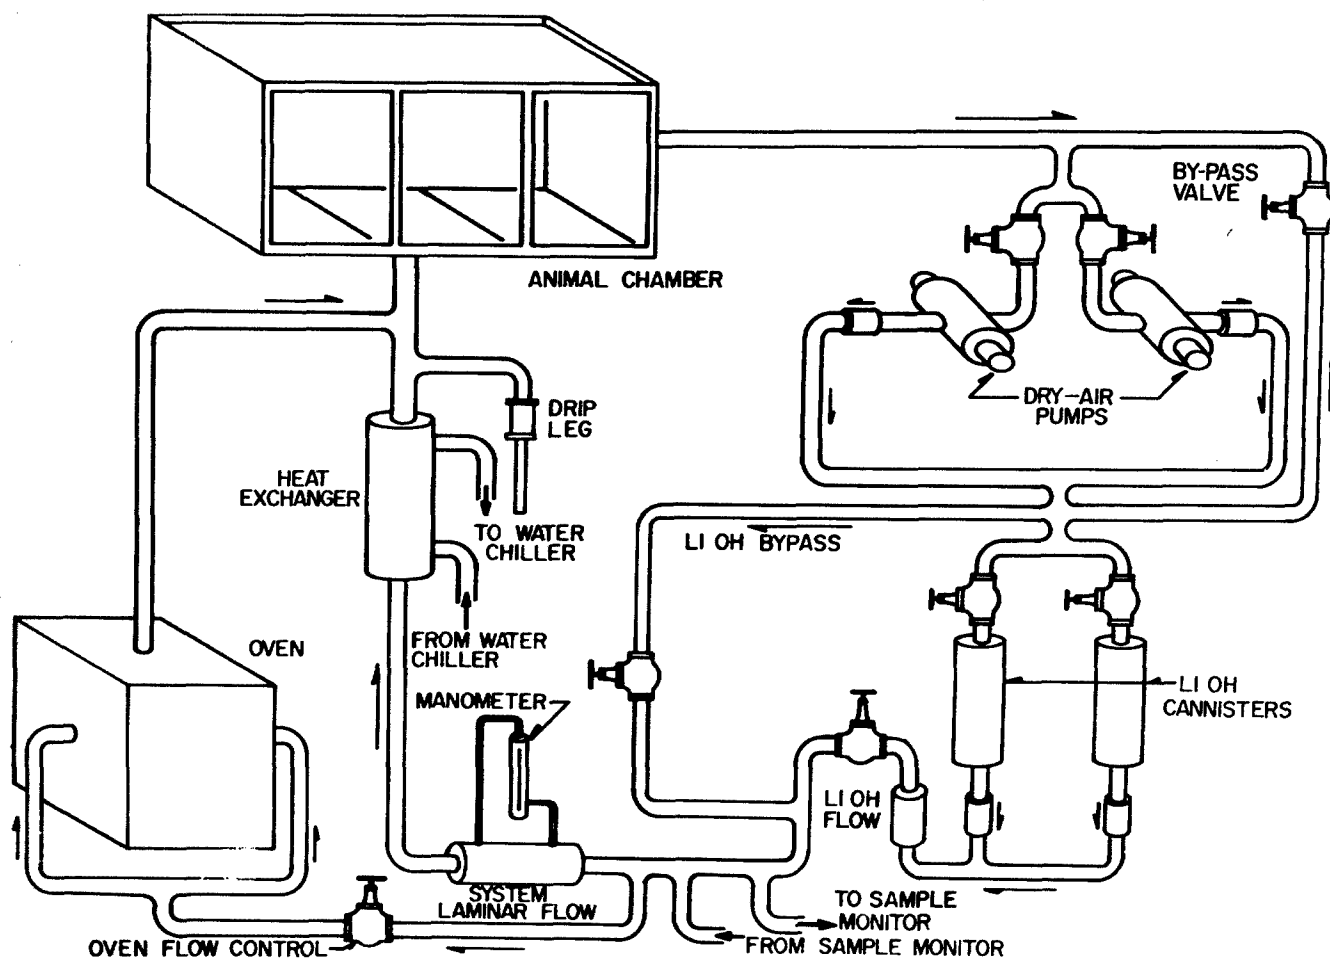 BY-PASS
VALVE
ANIMAL CHAMBER
DRY-AIR
PUMPS
DRIP
LEG
HEAT
EXCHANGER
TO WATER
CHILLER
LI OH BYPASS
FROM WATER
CHILLER
OVEN
MANOMETER
LI OH
CANNISTERS
LI OH
FLOW
SYSTEM
LAMINAR FLOW
TO SAMPLE
MONITOR
OVEN FLOW CONTROL
FROM SAMPLE MONITOR